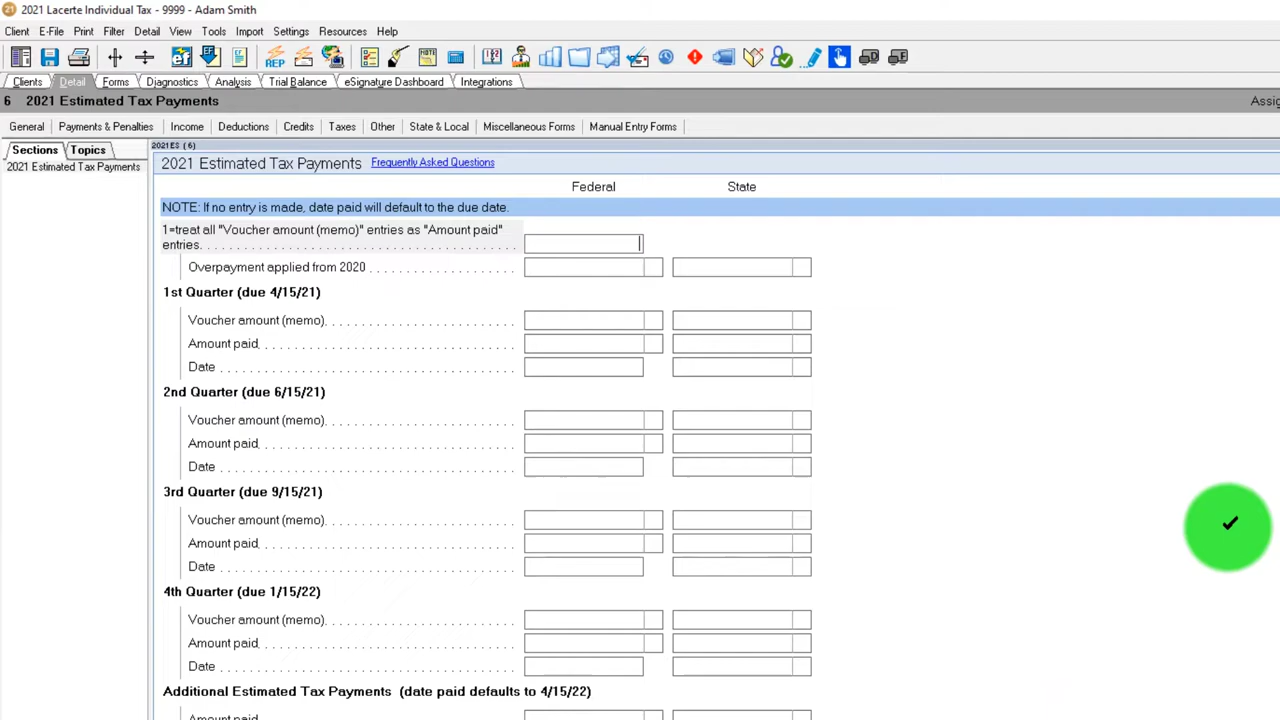 2021 Lacerte Individual Tax - 9999 - Adam Smith
Client E-File Print Filter Detail View Tools Import Settings Resources Help
REP
Clients Detail Forms Diagnostics Analysis Trial Balance eSignature Dashboard Integrations
6 2021 Estimated Tax Payments Assig
General Payments & Penalties Income Deductions Credits Taxes Other State & Local Miscellaneous Forms Manual Entry Forms
Sections Topics
2021 Estimated Tax Payments
2021ES (6)
2021 Estimated Tax Payments Frequently Asked Questions
Federal State
NOTE: If no entry is made, date paid will default to the due date.
1=treat all "Voucher amount (memo)" entries as "Amount paid"
entries.
Overpayment applied from 2020
1st Quarter (due 4/15/21)
Voucher amount (memo)
Amount paid
Date
2nd Quarter (due 6/15/21)
Voucher amount (memo)
Amount paid
Date
3rd Quarter (due 9/15/21)
Voucher amount (memo)
Amount paid
Date
4th Quarter (due 1/15/22)
Voucher amount (memo)
Amount paid
Date
Additional Estimated Tax Payments (date paid defaults to 4/15/22)
Amount paid